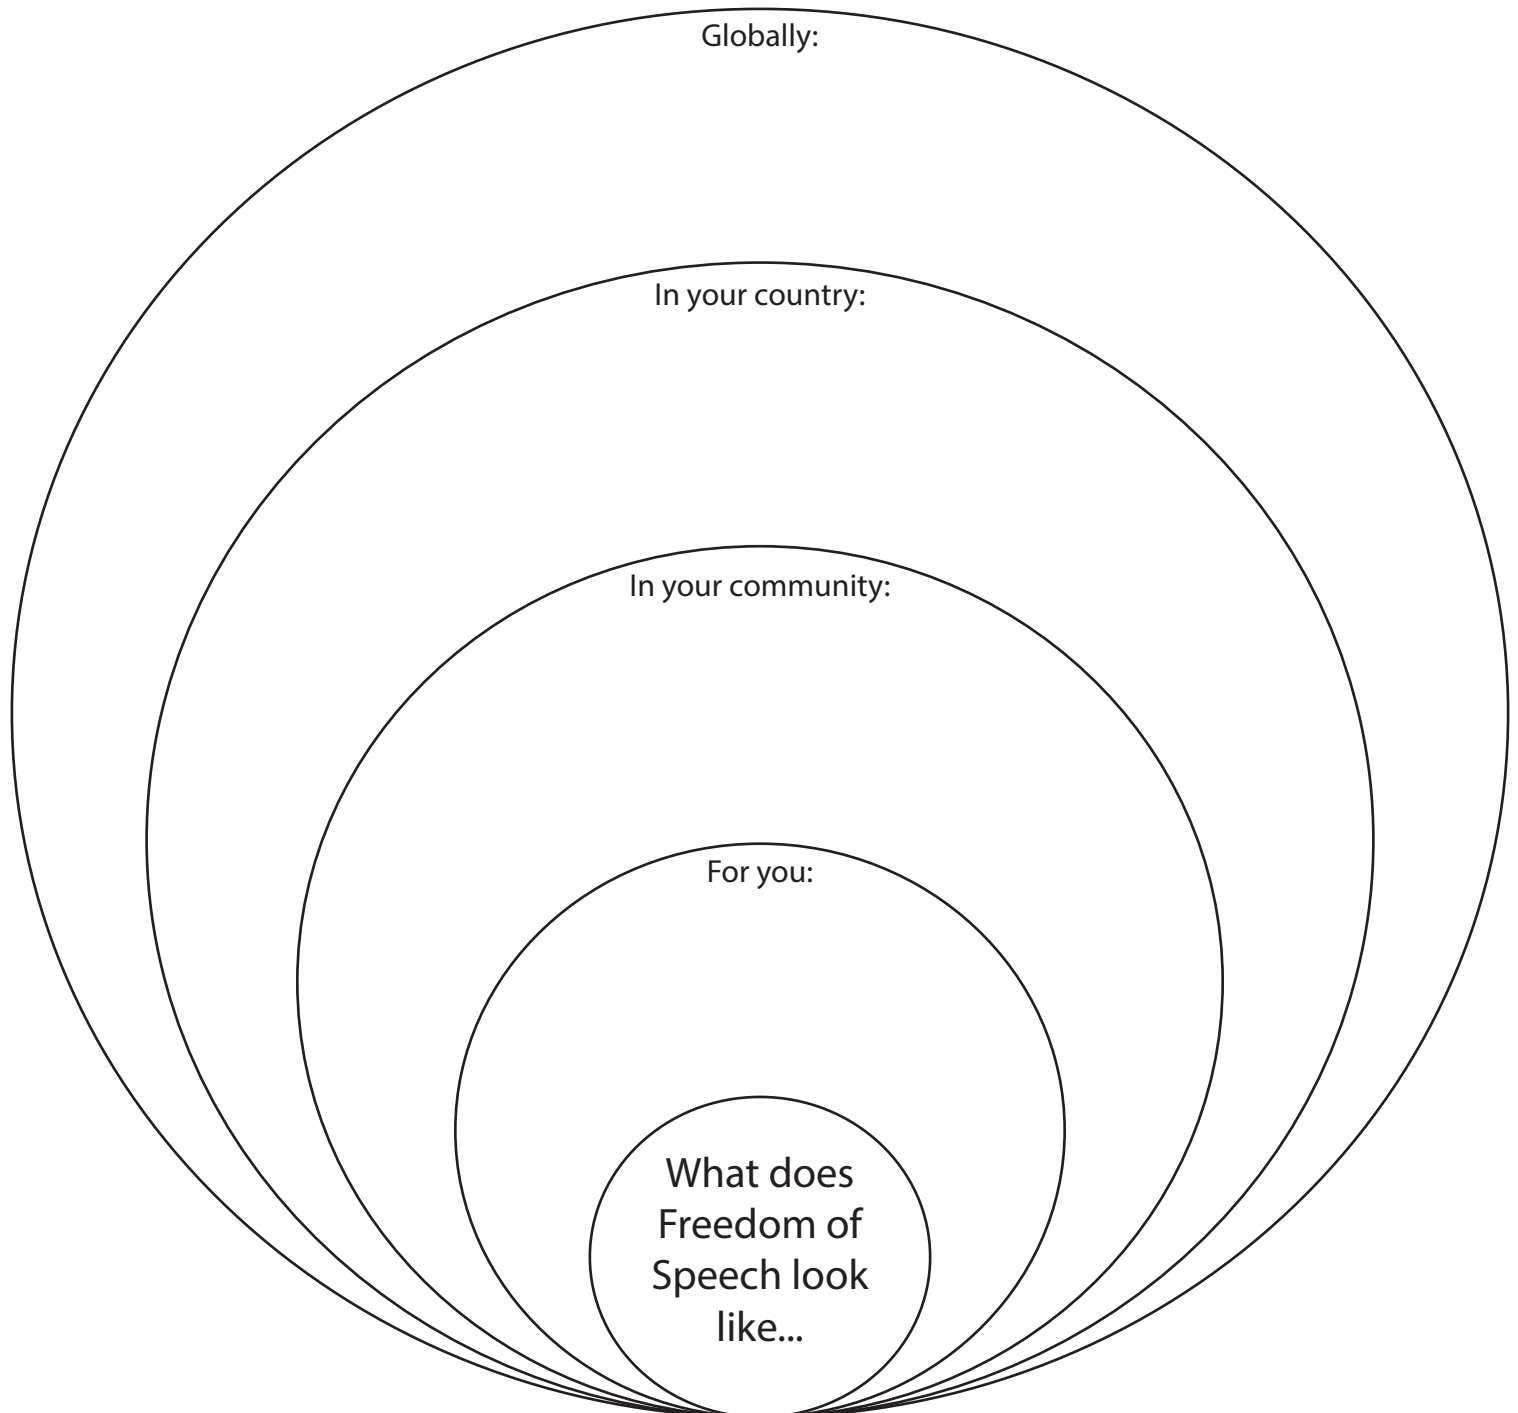 Globally:
In your country:
In your community:
For you:
What does
Freedom of
Speech look
like...